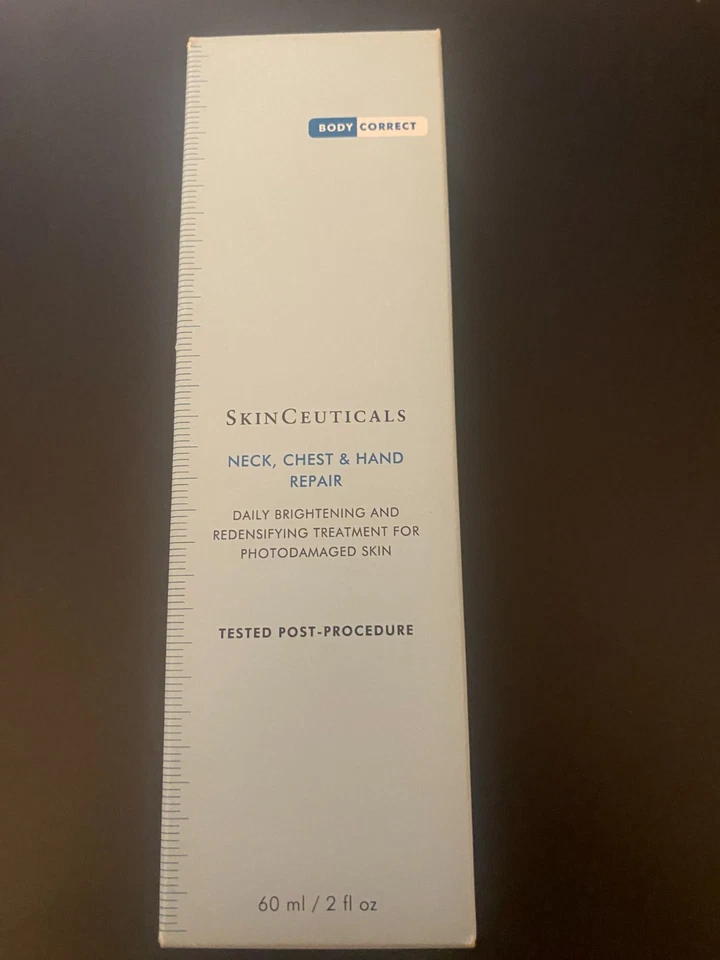 BODY CORRECT
SKINCEUTICALS
NECK, CHEST & HAND
REPAIR
DAILY BRIGHTENING AND
REDENSIFYING TREATMENT FOR
PHOTODAMAGED SKIN
TESTED POST-PROCEDURE
60 ml / 2 fl oz